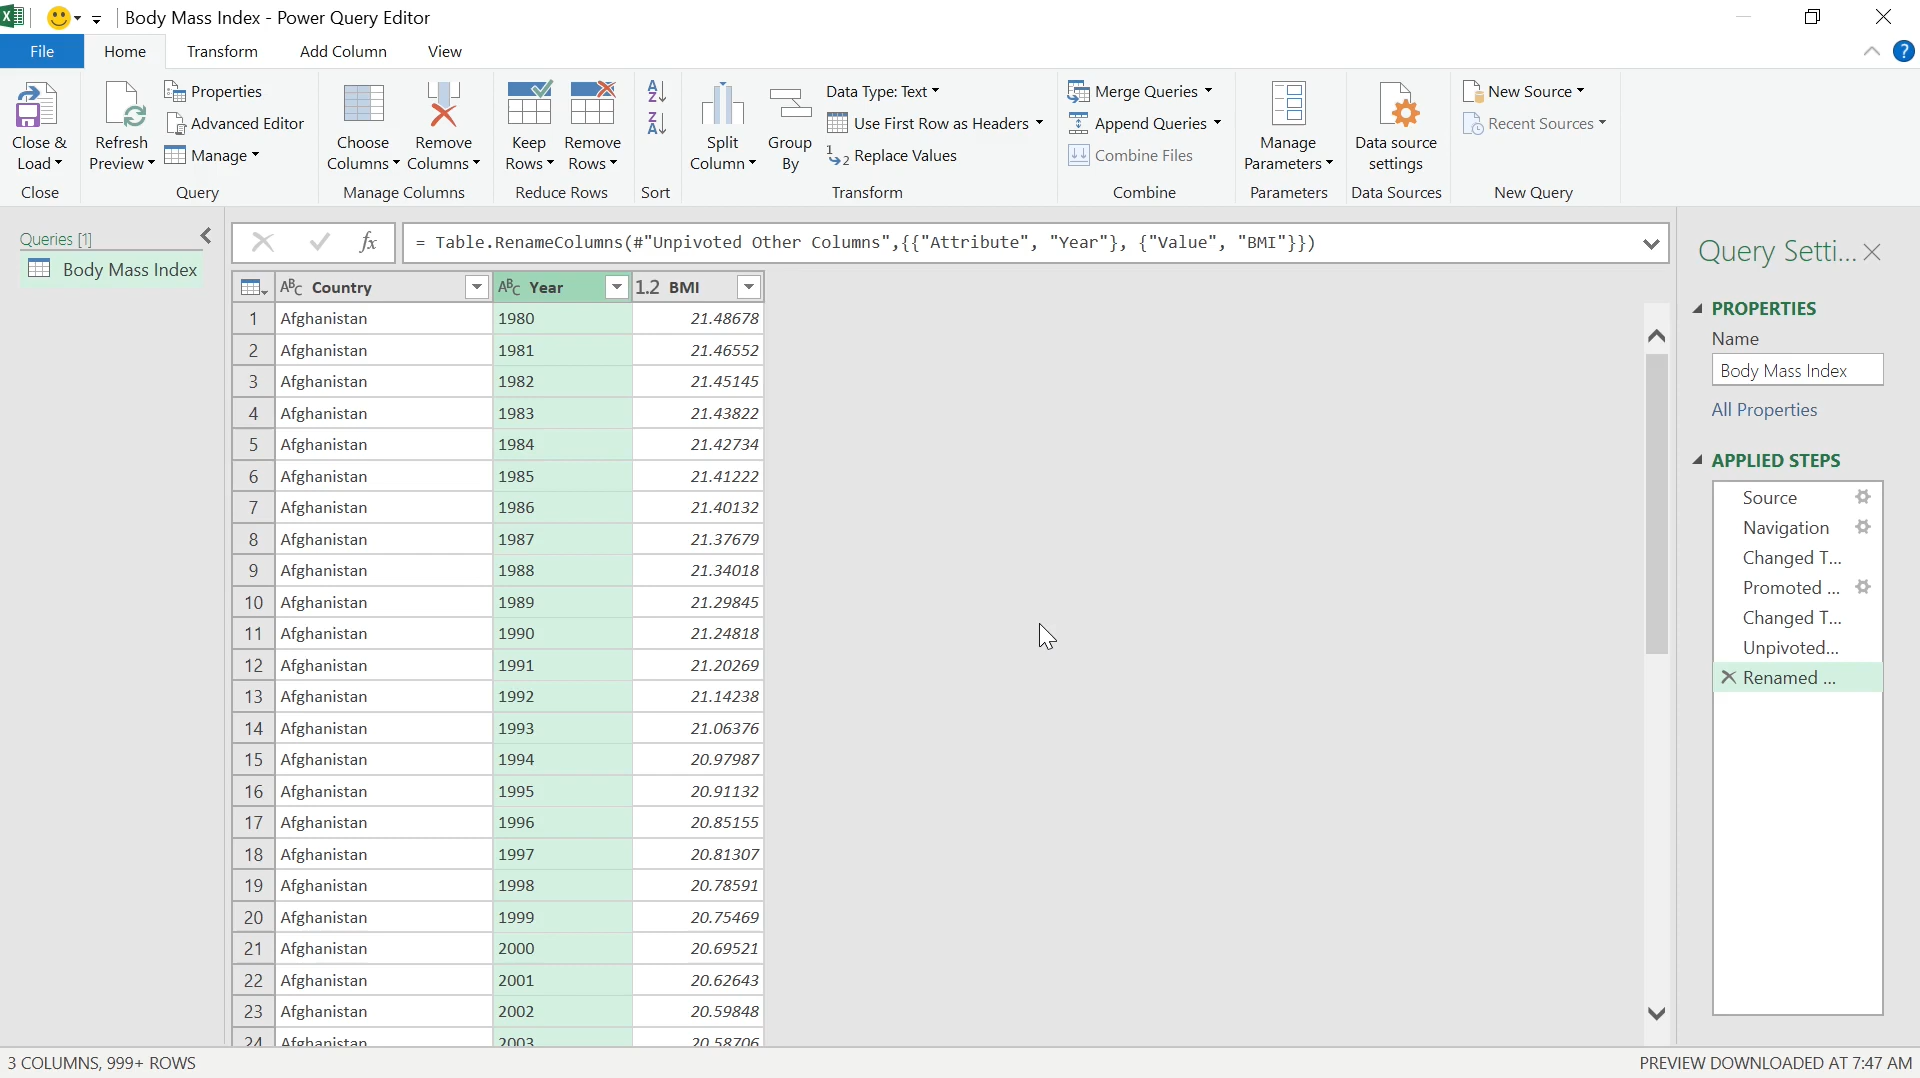 Body Mass Index - Power Query Editor
File Home Transform Add Column View
Close & Load
Close
Refresh Preview
Properties
Advanced Editor
Manage
Query
Choose Columns
Remove Columns
Manage Columns
Keep Rows
Remove Rows
Reduce Rows
Sort
Split Column
Group By
Data Type: Text
Use First Row as Headers
Replace Values
Transform
Merge Queries
Append Queries
Combine Files
Combine
Manage Parameters
Parameters
Data source settings
Data Sources
New Source
Recent Sources
New Query
Queries [1]
Body Mass Index
fx
= Table.RenameColumns(#"Unpivoted Other Columns",{{"Attribute", "Year"}, {"Value", "BMI"}})
ABC Country ABC Year 1.2 BMI
1 Afghanistan 1980 21.48678
2 Afghanistan 1981 21.46552
3 Afghanistan 1982 21.45145
4 Afghanistan 1983 21.43822
5 Afghanistan 1984 21.42734
6 Afghanistan 1985 21.41222
7 Afghanistan 1986 21.40132
8 Afghanistan 1987 21.37679
9 Afghanistan 1988 21.34018
10 Afghanistan 1989 21.29845
11 Afghanistan 1990 21.24818
12 Afghanistan 1991 21.20269
13 Afghanistan 1992 21.14238
14 Afghanistan 1993 21.06376
15 Afghanistan 1994 20.97987
16 Afghanistan 1995 20.91132
17 Afghanistan 1996 20.85155
18 Afghanistan 1997 20.81307
19 Afghanistan 1998 20.78591
20 Afghanistan 1999 20.75469
21 Afghanistan 2000 20.69521
22 Afghanistan 2001 20.62643
23 Afghanistan 2002 20.59848
24 Afghanistan 2003 20.58706
Query Setti...
PROPERTIES
Name
Body Mass Index
All Properties
APPLIED STEPS
Source
Navigation
Changed T...
Promoted ...
Changed T...
Unpivoted...
Renamed ...
3 COLUMNS, 999+ ROWS
PREVIEW DOWNLOADED AT 7:47 AM